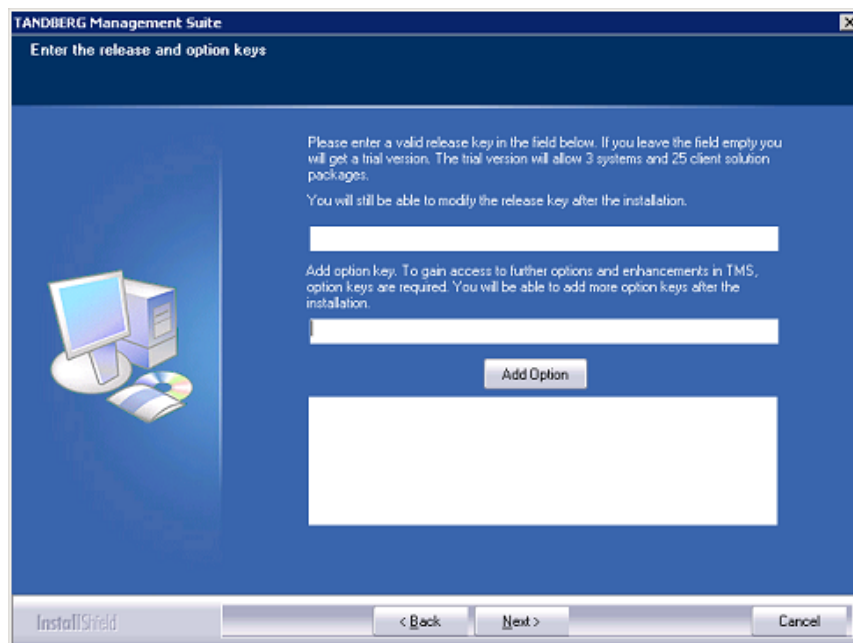 TANDBERG Management Suite
Enter the release and option keys
Please enter a valid release key in the field below. If you leave the field empty you
will get a trial version. The trial version will allow 3 systems and 25 client solution
packages.
You will still be able to modify the release key after the installation.
Add option key. To gain access to further options and enhancements in TMS,
option keys are required. You will be able to add more option keys after the
installation.
Add Option
InstallShield
< Back
Next >
Cancel